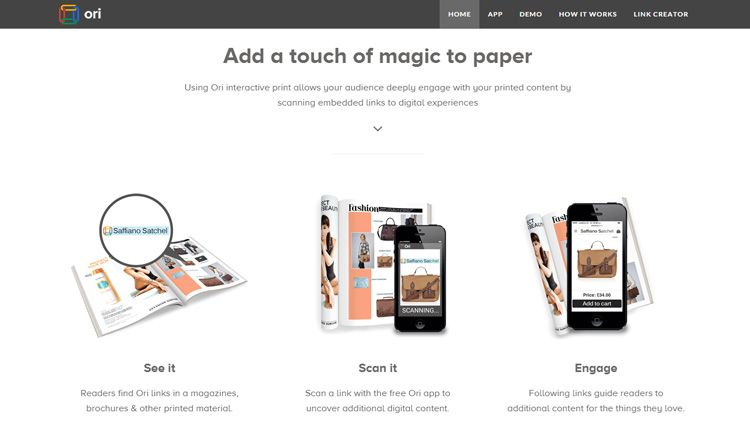 ori
HOME APP DEMO HOW IT WORKS LINK CREATOR
Add a touch of magic to paper
Using Ori interactive print allows your audience deeply engage with your printed content by
scanning embedded links to digital experiences
Saffiano Satchel
Fashion
Ori
Saffiano Satchel
SCANNING...
Saffiano Satchel
Price: £94.00
Add to cart
See it
Scan it
Engage
Readers find Ori links in a magazines,
brochures & other printed material.
Scan a link with the free Ori app to
uncover additional digital content.
Following links guide readers to
additional content for the things they love.